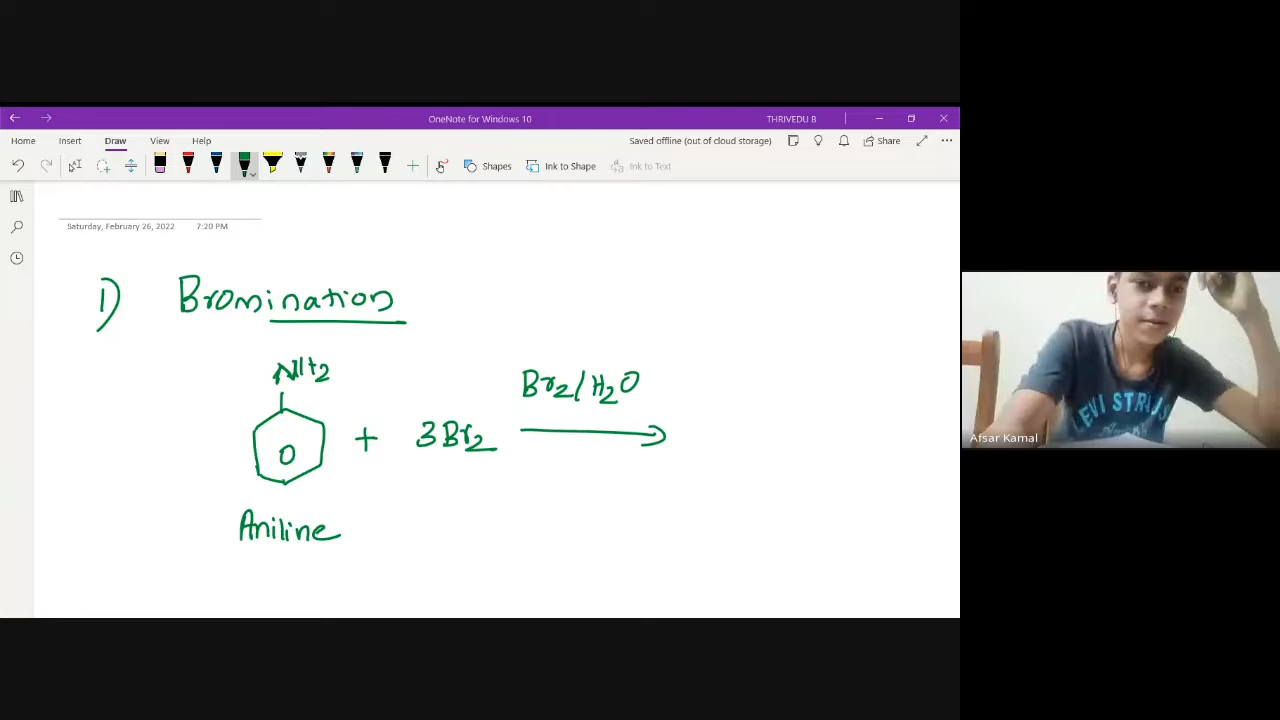 OneNote for Windows 10
THRIVEDU B
Home Insert Draw View Help
Saved offline (out of cloud storage)
Share
Shapes
Ink to Shape
Ink to Text
Saturday, February 26, 2022 7:20 PM
1) Bromination
NH2
Br2/H2O
+ 3Br2
Aniline
LEVI STRAUSS
Afsar Kamal